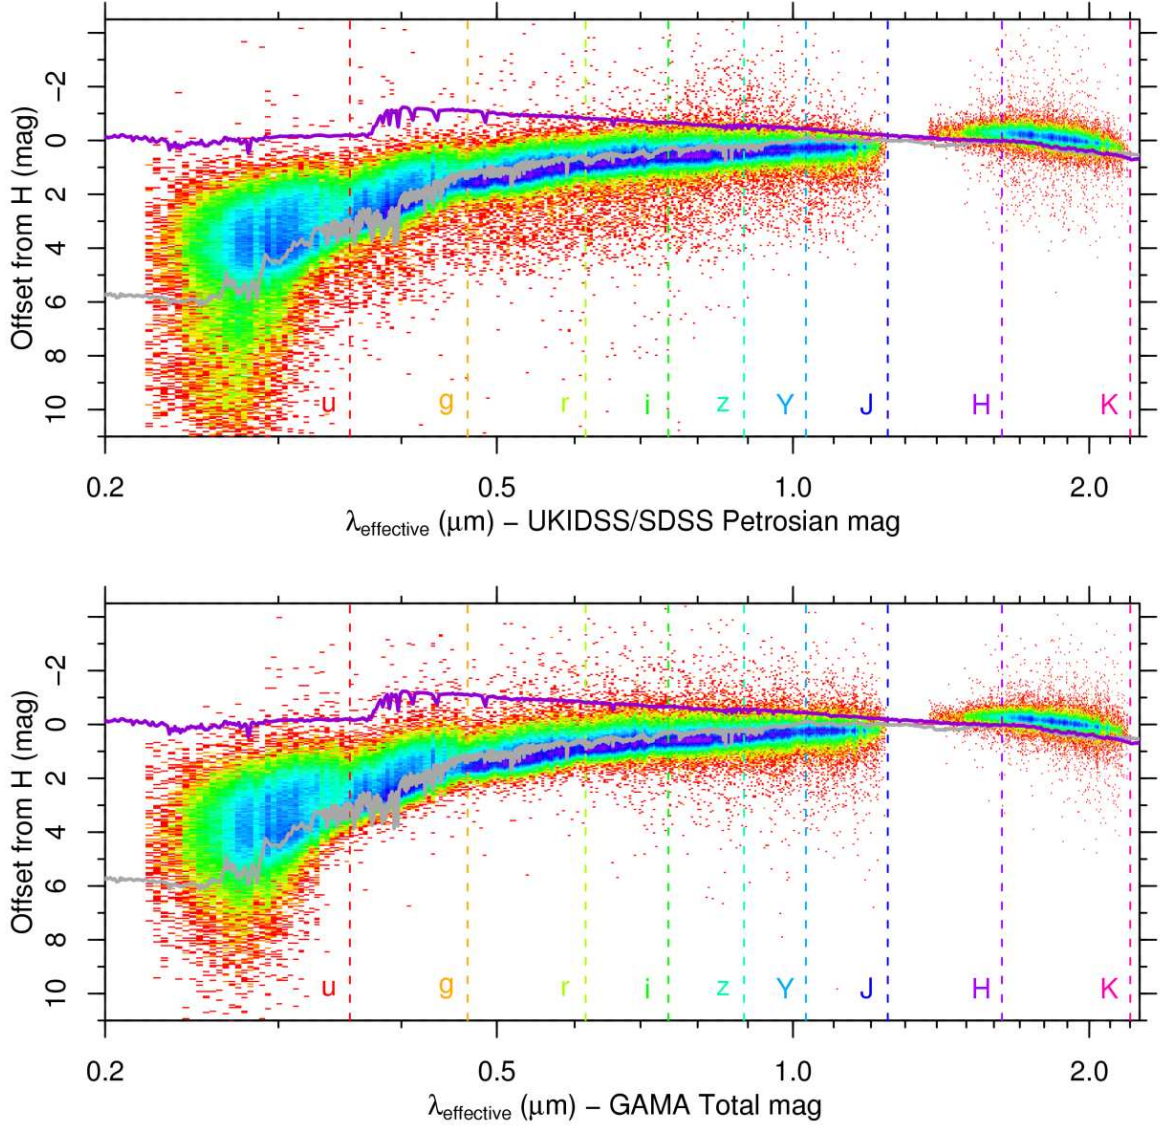 Offset from H (mag)
−2
0
2
4
6
8
10
u g r i z Y J H K
0.2 0.5 1.0 2.0
λeffective (μm) − UKIDSS/SDSS Petrosian mag
Offset from H (mag)
−2
0
2
4
6
8
10
u g r i z Y J H K
0.2 0.5 1.0 2.0
λeffective (μm) − GAMA Total mag